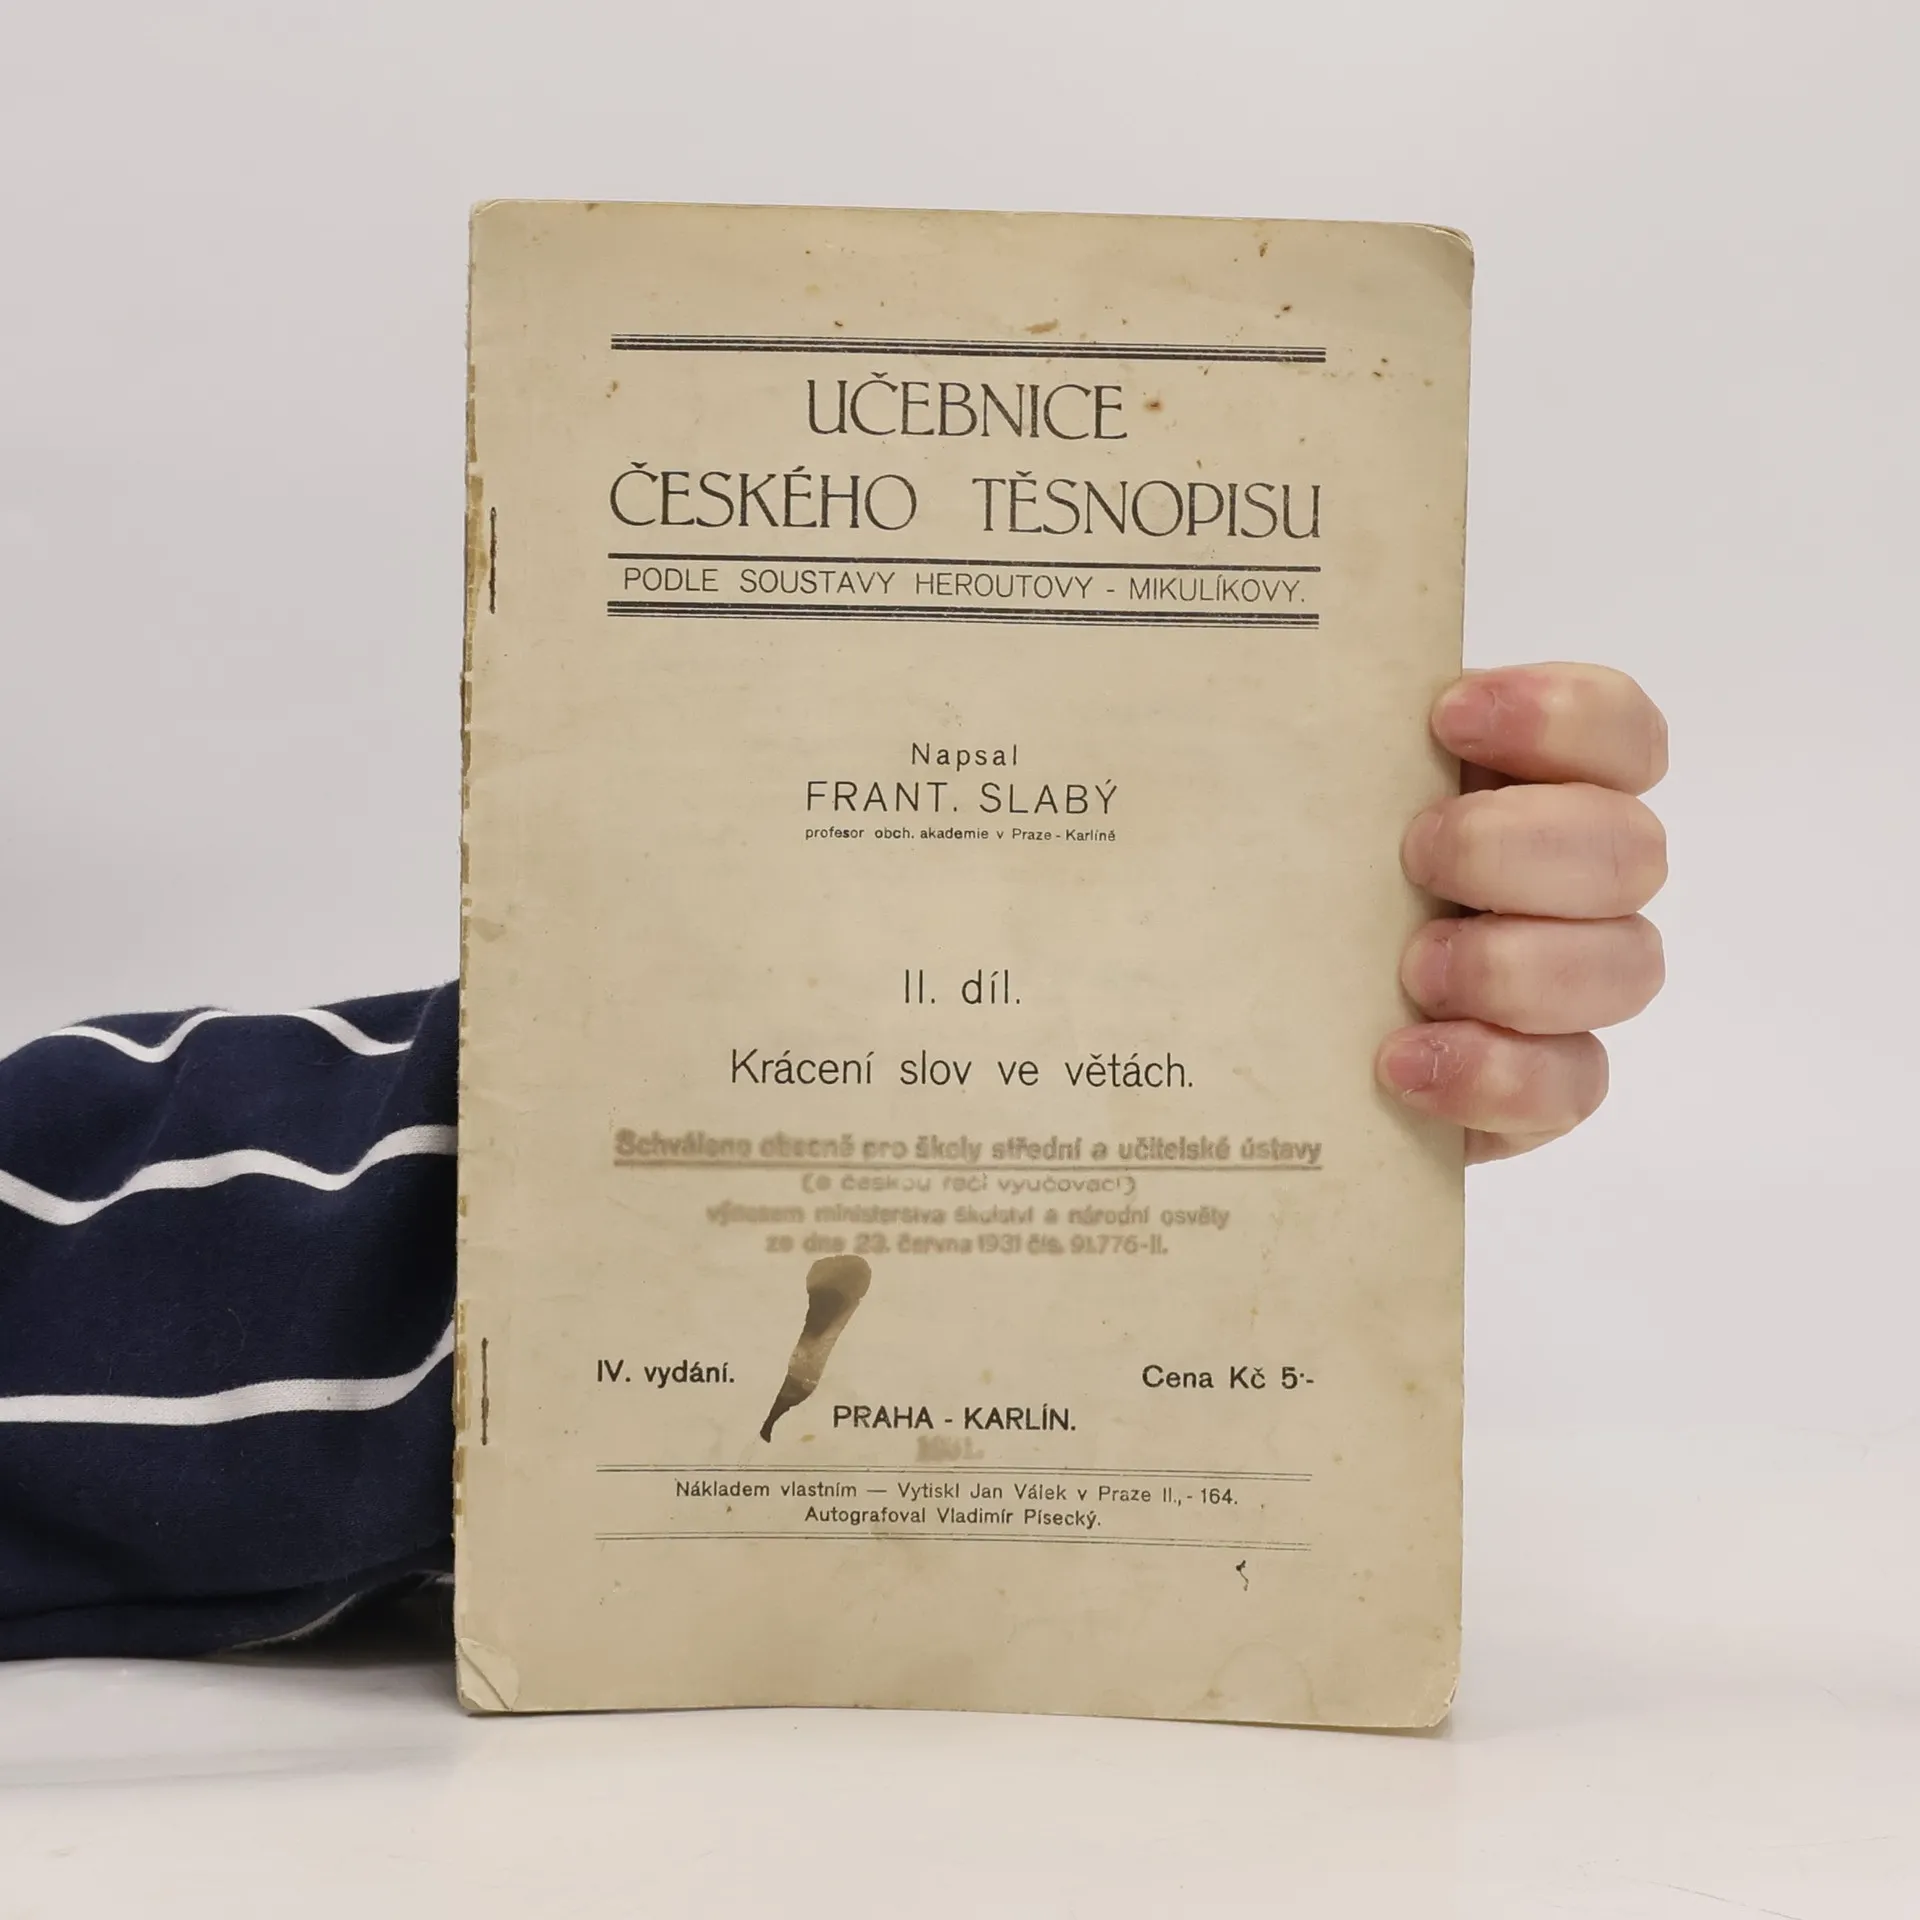 UČEBNICE
ČESKÉHO TĚSNOPISU
PODLE SOUSTAVY HEROUTOVY - MIKULÍKOVY.
Napsal
FRANT. SLABÝ
profesor obch. akademie v Praze - Karlíně
II. díl.
Krácení slov ve větách.
Schváleno obecně pro školy střední a učitelské ústavy
(s českou řečí vyučovací)
výnosem ministerstva školství a národní osvěty
ze dne 23. června 1931 čís. 91.776-II.
IV. vydání.
Cena Kč 5·-
PRAHA - KARLÍN.
Nákladem vlastním — Vytiskl Jan Válek v Praze II., - 164.
Autografoval Vladimír Písecký.